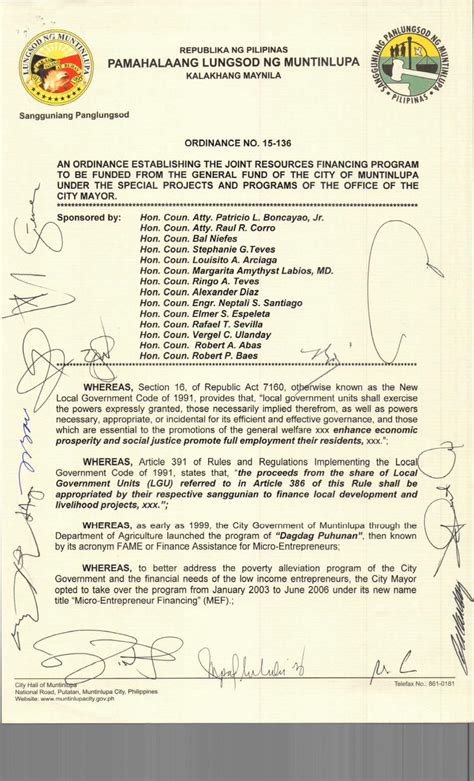 REPUBLIKA NG PILIPINAS
PAMAHALAANG LUNGSOD NG MUNTINLUPA
KALAKHANG MAYNILA
LUNGSOD NG MUNTINLUPA
SANGGUNIANG PANLUNGSOD NG MUNTINLUPA
PILIPINAS
Sangguniang Panglungsod
ORDINANCE NO. 15-136
AN ORDINANCE ESTABLISHING THE JOINT RESOURCES FINANCING PROGRAM
TO BE FUNDED FROM THE GENERAL FUND OF THE CITY OF MUNTINLUPA
UNDER THE SPECIAL PROJECTS AND PROGRAMS OF THE OFFICE OF THE
CITY MAYOR.
Sponsored by: Hon. Coun. Atty. Patricio L. Boncayao, Jr.
Hon. Coun. Atty. Raul R. Corro
Hon. Coun. Bal Niefes
Hon. Coun. Stephanie G.Teves
Hon. Coun. Louisito A. Arciaga
Hon. Coun. Margarita Amythyst Labios, MD.
Hon. Coun. Ringo A. Teves
Hon. Coun. Alexander Diaz
Hon. Coun. Engr. Neptali S. Santiago
Hon. Coun. Elmer S. Espeleta
Hon. Coun. Rafael T. Sevilla
Hon. Coun. Vergel C. Ulanday
Hon. Coun. Robert A. Abas
Hon. Coun. Robert P. Baes
WHEREAS, Section 16, of Republic Act 7160, otherwise known as the New
Local Government Code of 1991, provides that, "local government units shall exercise
the powers expressly granted, those necessarily implied therefrom, as well as powers
necessary, appropriate, or incidental for its efficient and effective governance, and those
which are essential to the promotions of the general welfare xxx enhance economic
prosperity and social justice promote full employment their residents, xxx.";
WHEREAS, Article 391 of Rules and Regulations Implementing the Local
Government Code of 1991, states that, "the proceeds from the share of Local
Government Units (LGU) referred to in Article 386 of this Rule shall be
appropriated by their respective sanggunian to finance local development and
livelihood projects, xxx.";
WHEREAS, as early as 1999, the City Government of Muntinlupa through the
Department of Agriculture launched the program of "Dagdag Puhunan", then known
by its acronym FAME or Finance Assistance for Micro-Entrepreneurs;
WHEREAS, to better address the poverty alleviation program of the City
Government and the financial needs of the low income entrepreneurs, the City Mayor
opted to take over the program from January 2003 to June 2006 under its new name
title "Micro-Entrepreneur Financing" (MEF).;
City Hall of Muntinlupa
National Road, Putatan, Muntinlupa City, Philippines
Website: www.muntinlupacity.gov.ph
Telefax No.: 861-0181